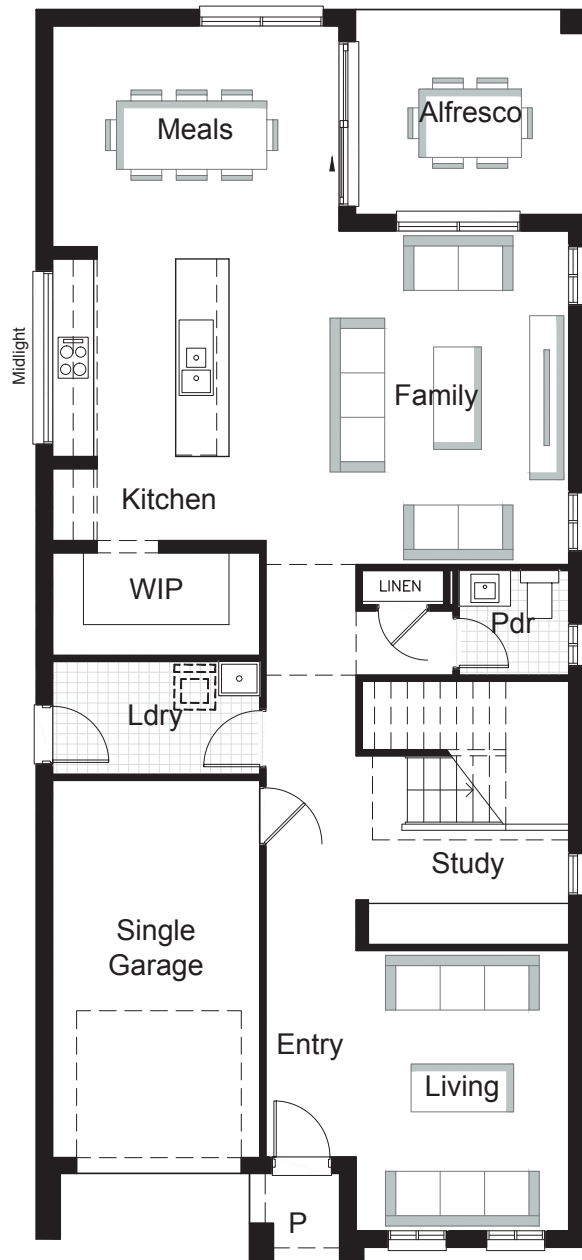 Meals
Alfresco
Midlight
Family
Kitchen
WIP
LINEN
Pdr
Ldry
Study
Single
Garage
Entry
Living
P